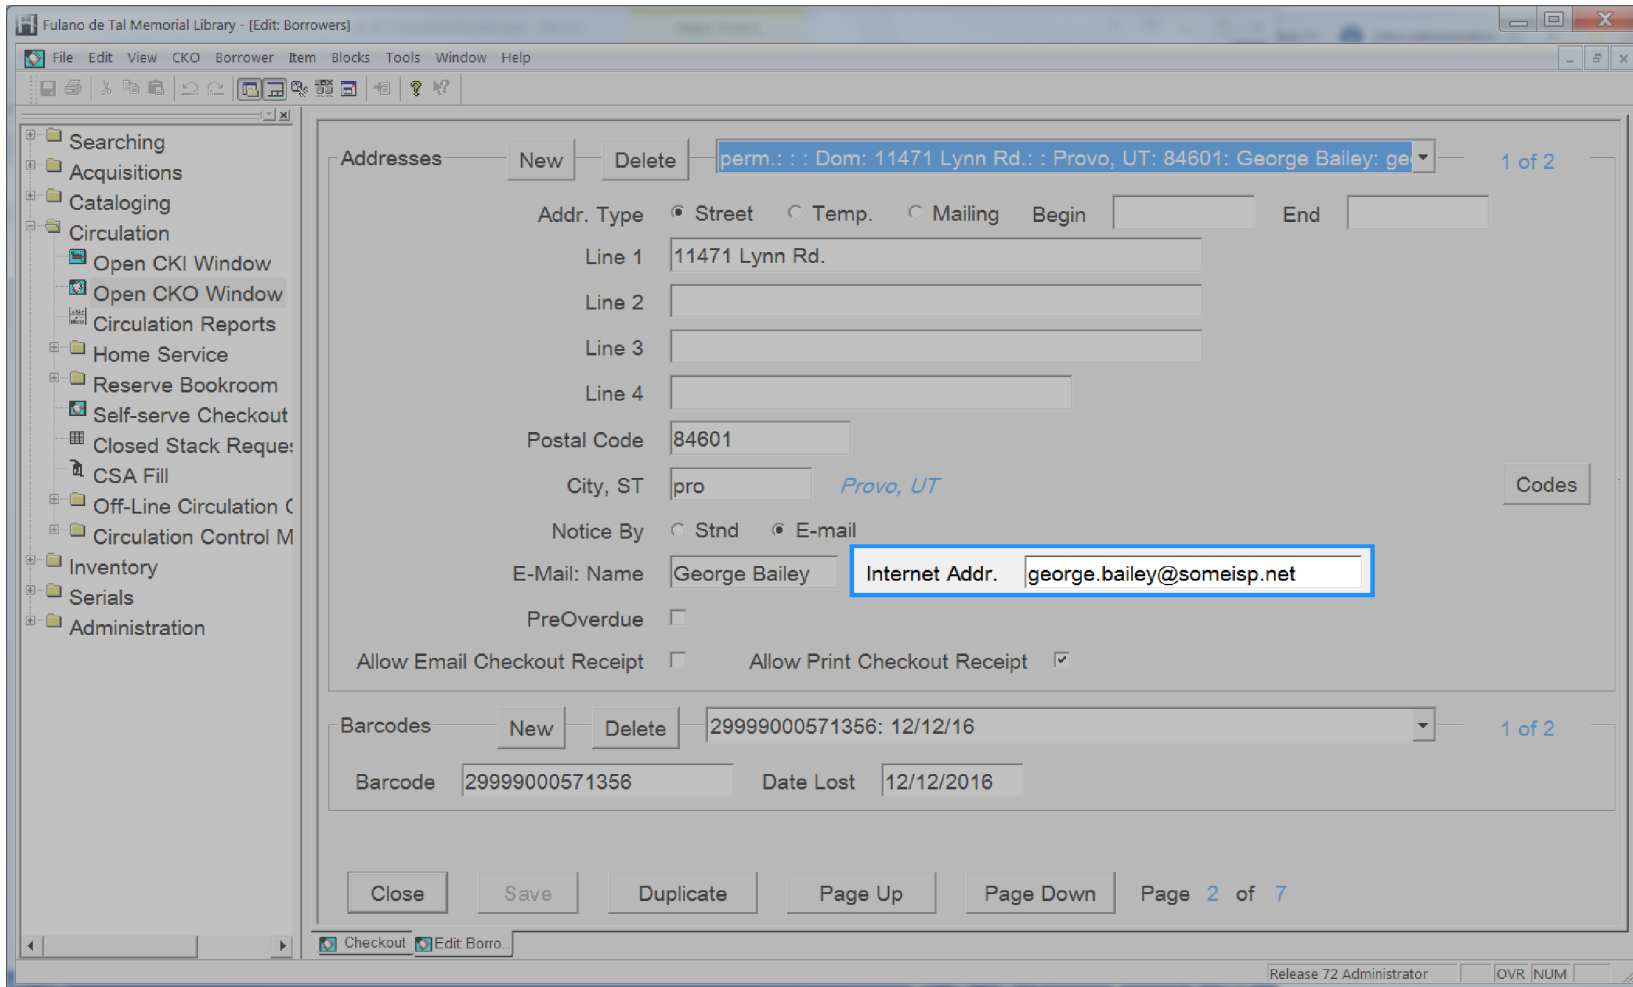 Fulano de Tal Memorial Library - [Edit: Borrowers]
File Edit View CKO Borrower Item Blocks Tools Window Help
Searching
Acquisitions
Cataloging
Circulation
Open CKI Window
Open CKO Window
Circulation Reports
Home Service
Reserve Bookroom
Self-serve Checkout
Closed Stack Reques
CSA Fill
Off-Line Circulation C
Circulation Control M
Inventory
Serials
Administration
Addresses New Delete perm.: : : Dom: 11471 Lynn Rd.: : Provo, UT: 84601: George Bailey: ge 1 of 2
Addr. Type Street Temp. Mailing Begin End
Line 1 11471 Lynn Rd.
Line 2
Line 3
Line 4
Postal Code 84601
City, ST pro Provo, UT Codes
Notice By Stnd E-mail
E-Mail: Name George Bailey Internet Addr. george.bailey@someisp.net
PreOverdue
Allow Email Checkout Receipt Allow Print Checkout Receipt
Barcodes New Delete 29999000571356: 12/12/16 1 of 2
Barcode 29999000571356 Date Lost 12/12/2016
Close Save Duplicate Page Up Page Down Page 2 of 7
Checkout Edit: Borro...
Release 72 Administrator OVR NUM